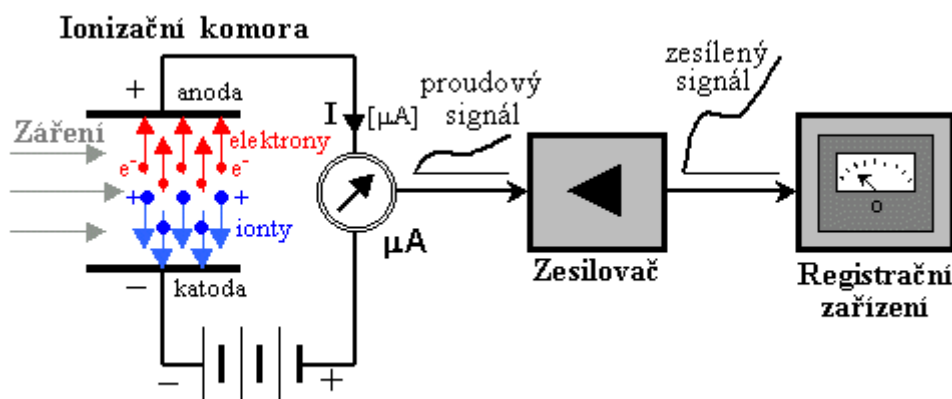 Ionizační komora
+
anoda
Záření
elektrony
e-
e-
+
+
ionty
−
katoda
−
+
I
[µA]
µA
proudový
signál
Zesilovač
zesílený
signál
0
Registrační
zařízení